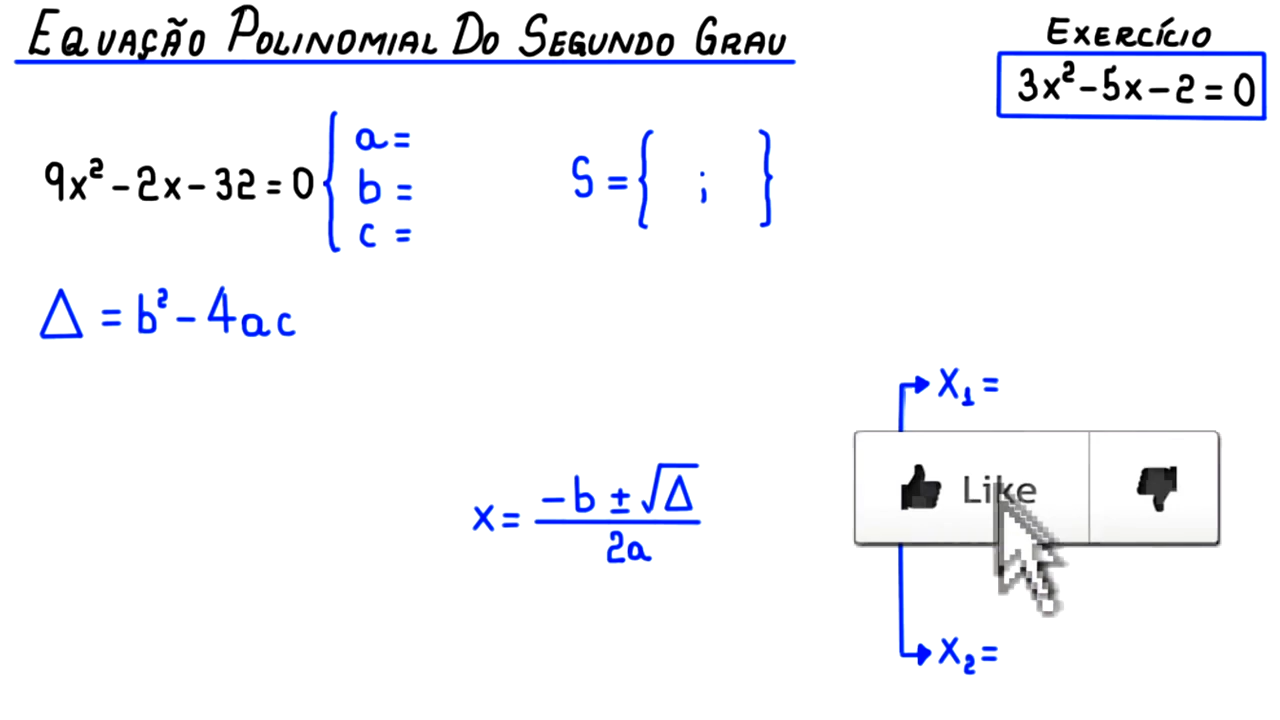 EQUAÇÃO POLINOMIAL DO SEGUNDO GRAU
EXERCÍCIO
3x² - 5x - 2 = 0
9x² - 2x - 32 = 0
a =
b =
c =
S = { ; }
Δ = b² - 4ac
x₁ =
Like
x = (-b ± √Δ) / 2a
x₂ =